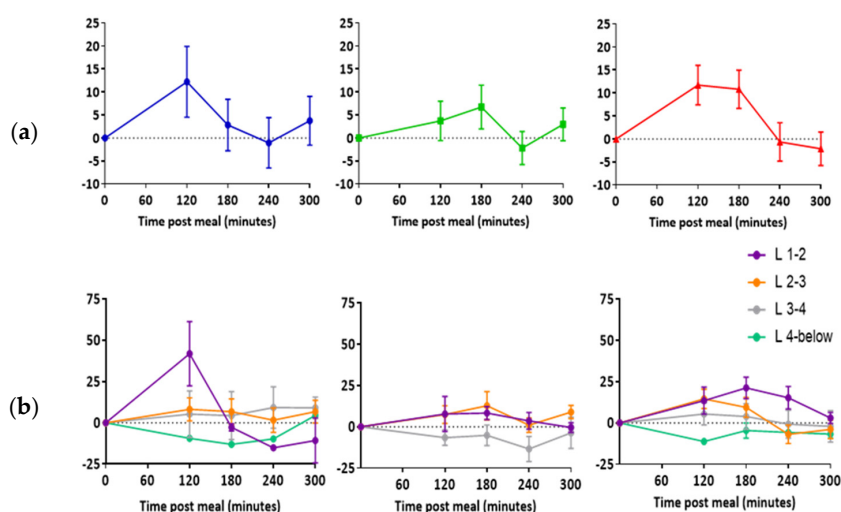 25 25 25
20 20 20
15 15 15
10 10 10
5 5 5
(a)
0 0 0
-5 -5 -5
-10 -10 -10
0 60 120 180 240 300 0 60 120 180 240 300 0 60 120 180 240 300
Time post meal (minutes) Time post meal (minutes) Time post meal (minutes)
L 1-2
L 2-3
L 3-4
L 4-below
75 75 75
50 50 50
25 25 25
(b)
0 0 0
-25 -25 -25
0 60 120 180 240 300 60 120 180 240 300 60 120 180 240 300
Time post meal (minutes) Time post meal (minutes) Time post meal (minutes)